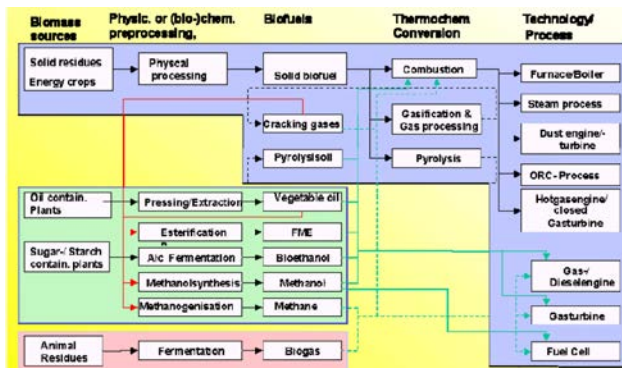 Biomass
sources
Physic. or (bio-)chem.
preprocessing,
Biofuels
Thermochem
Conversion
Technology/
Process
Solid residues
Energy crops
Physcal
processing
Solid biofuel
Combustion
Furnace/Boiler
Steam process
Cracking gases
Gasification &
Gas processing
Dust engine/-
turbine
Pyrolysisoil
Pyrolysis
ORC- Process
Hotgasengine/
closed
Gasturbine
Oil contain.
Plants
Pressing/Extraction
Vegetable oil
Esterification
FME
Sugar-/ Starch
contain. plants
A/c Fermentation
Bioethanol
Methanolsynthesis
Methanol
Methanogenisation
Methane
Gas-/
Dieselengine
Gasturbine
Animal
Residues
Fermentation
Biogas
Fuel Cell